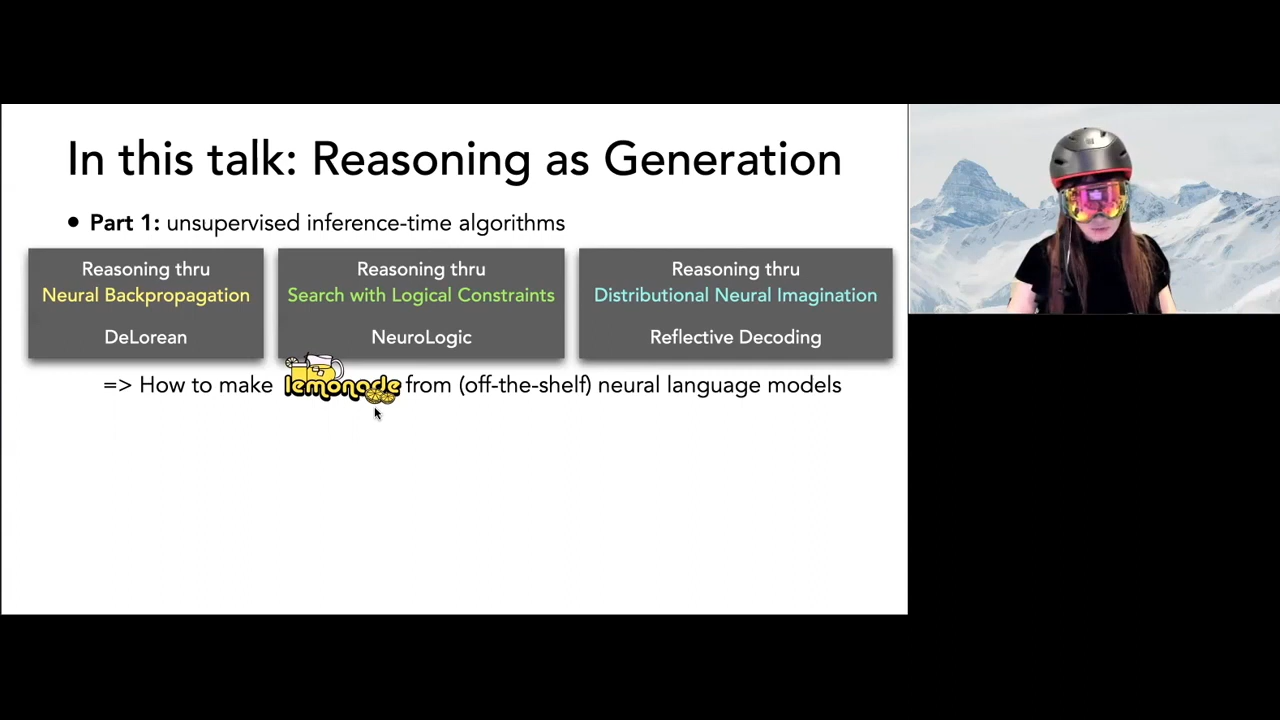 In this talk: Reasoning as Generation
• Part 1: unsupervised inference-time algorithms
Reasoning thru
Neural Backpropagation
DeLorean
Reasoning thru
Search with Logical Constraints
NeuroLogic
Reasoning thru
Distributional Neural Imagination
Reflective Decoding
=> How to make lemonade from (off-the-shelf) neural language models